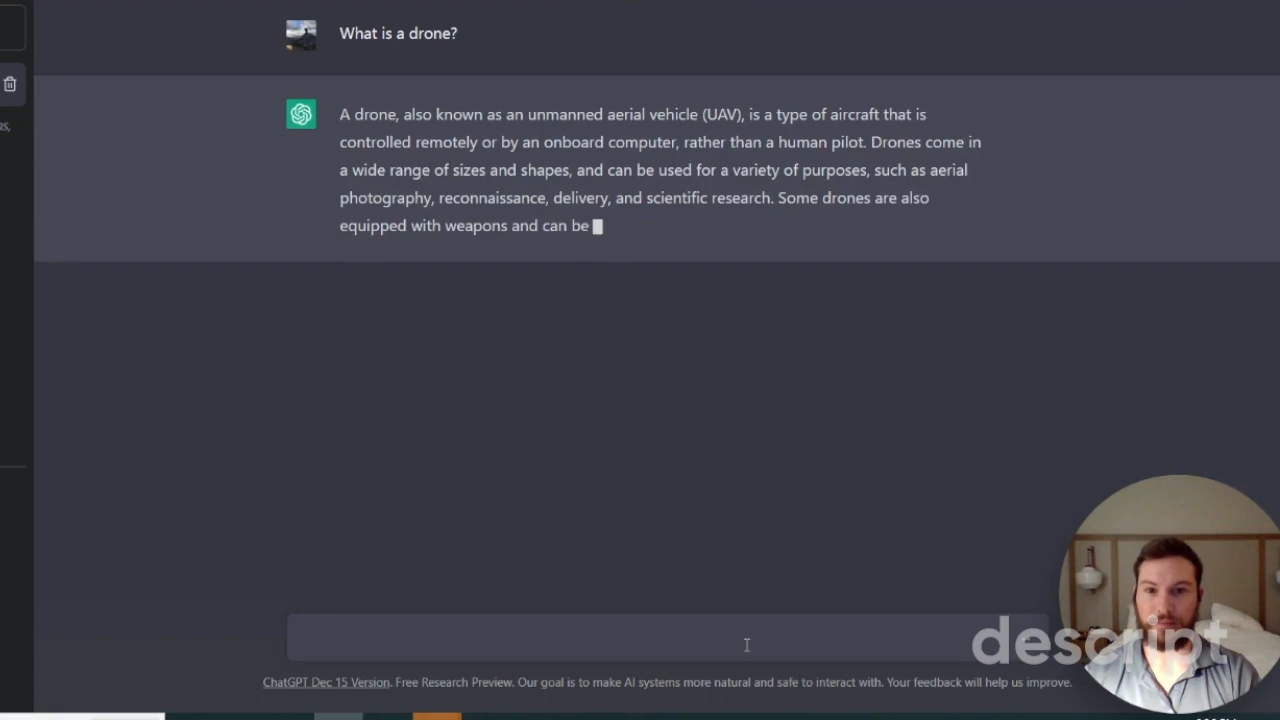 What is a drone?
A drone, also known as an unmanned aerial vehicle (UAV), is a type of aircraft that is
controlled remotely or by an onboard computer, rather than a human pilot. Drones come in
as,
a wide range of sizes and shapes, and can be used for a variety of purposes, such as aerial
photography, reconnaissance, delivery, and scientific research. Some drones are also
equipped with weapons and can be
descript
ChatGPT Dec 15 Version. Free Research Preview. Our goal is to make AI systems more natural and safe to interact with. Your feedback will help us improve.